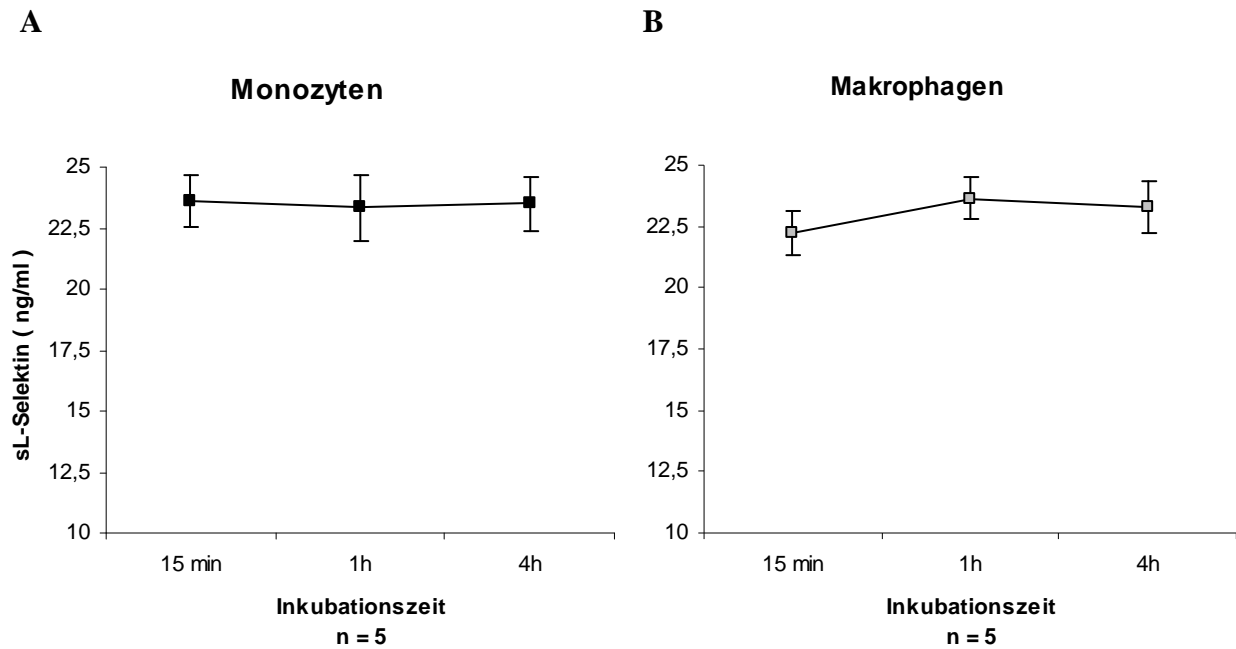 A
Monozyten
sL-Selektin ( ng/ml )
25
22,5
20
17,5
15
12,5
10
15 min 1h 4h
Inkubationszeit
n = 5
B
Makrophagen
25
22,5
20
17,5
15
12,5
10
15 min 1h 4h
Inkubationszeit
n = 5